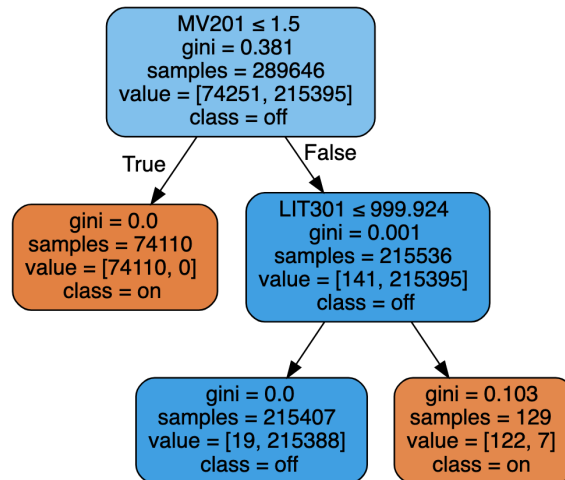 MV201 ≤ 1.5
gini = 0.381
samples = 289646
value = [74251, 215395]
class = off
True
False
gini = 0.0
samples = 74110
value = [74110, 0]
class = on
LIT301 ≤ 999.924
gini = 0.001
samples = 215536
value = [141, 215395]
class = off
gini = 0.0
samples = 215407
value = [19, 215388]
class = off
gini = 0.103
samples = 129
value = [122, 7]
class = on